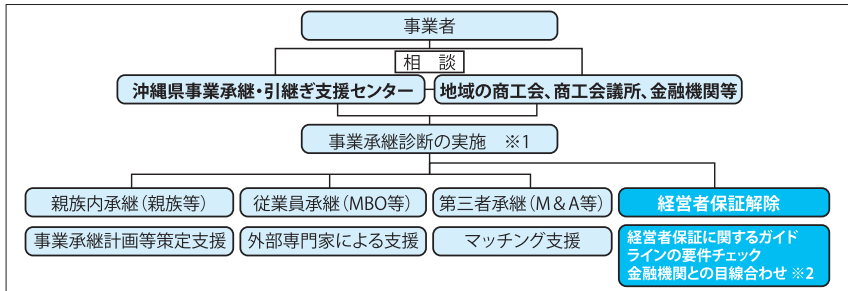 事業者
相 談
沖縄県事業承継・引継ぎ支援センター
地域の商工会、商工会議所、金融機関等
事業承継診断の実施 ※1
親族内承継（親族等）
従業員承継（MBO等）
第三者承継（M＆A等）
経営者保証解除
事業承継計画等策定支援
外部専門家による支援
マッチング支援
経営者保証に関するガイド
ラインの要件チェック
金融機関との目線合わせ ※2